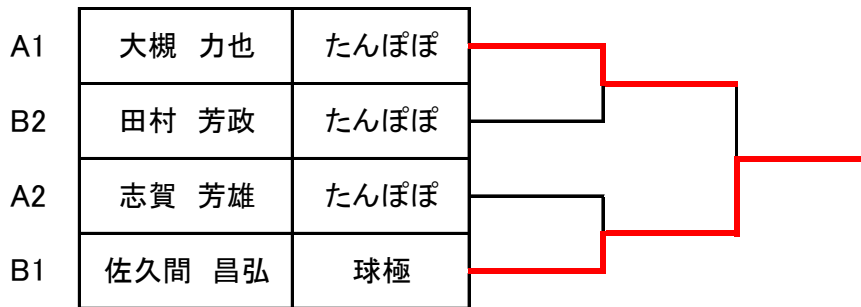 A1 大槻 力也 たんぽぽ
B2 田村 芳政 たんぽぽ
A2 志賀 芳雄 たんぽぽ
B1 佐久間 昌弘 球極